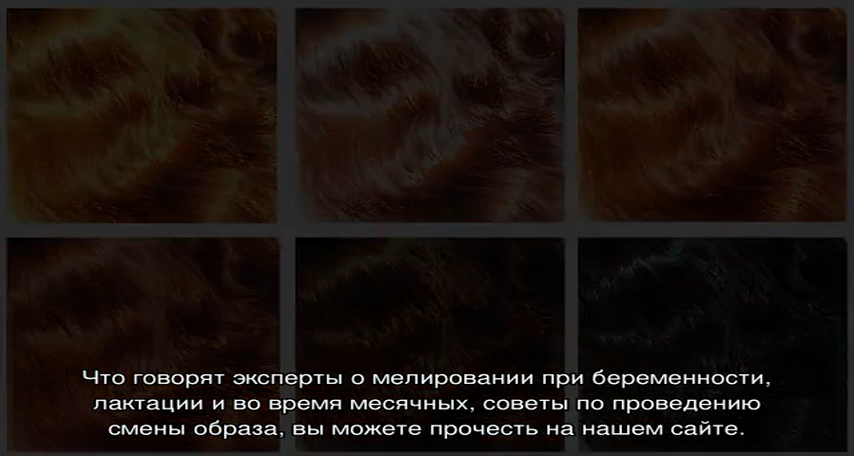 Что говорят эксперты о мелировании при беременности,
лактации и во время месячных, советы по проведению
смены образа, вы можете прочесть на нашем сайте.